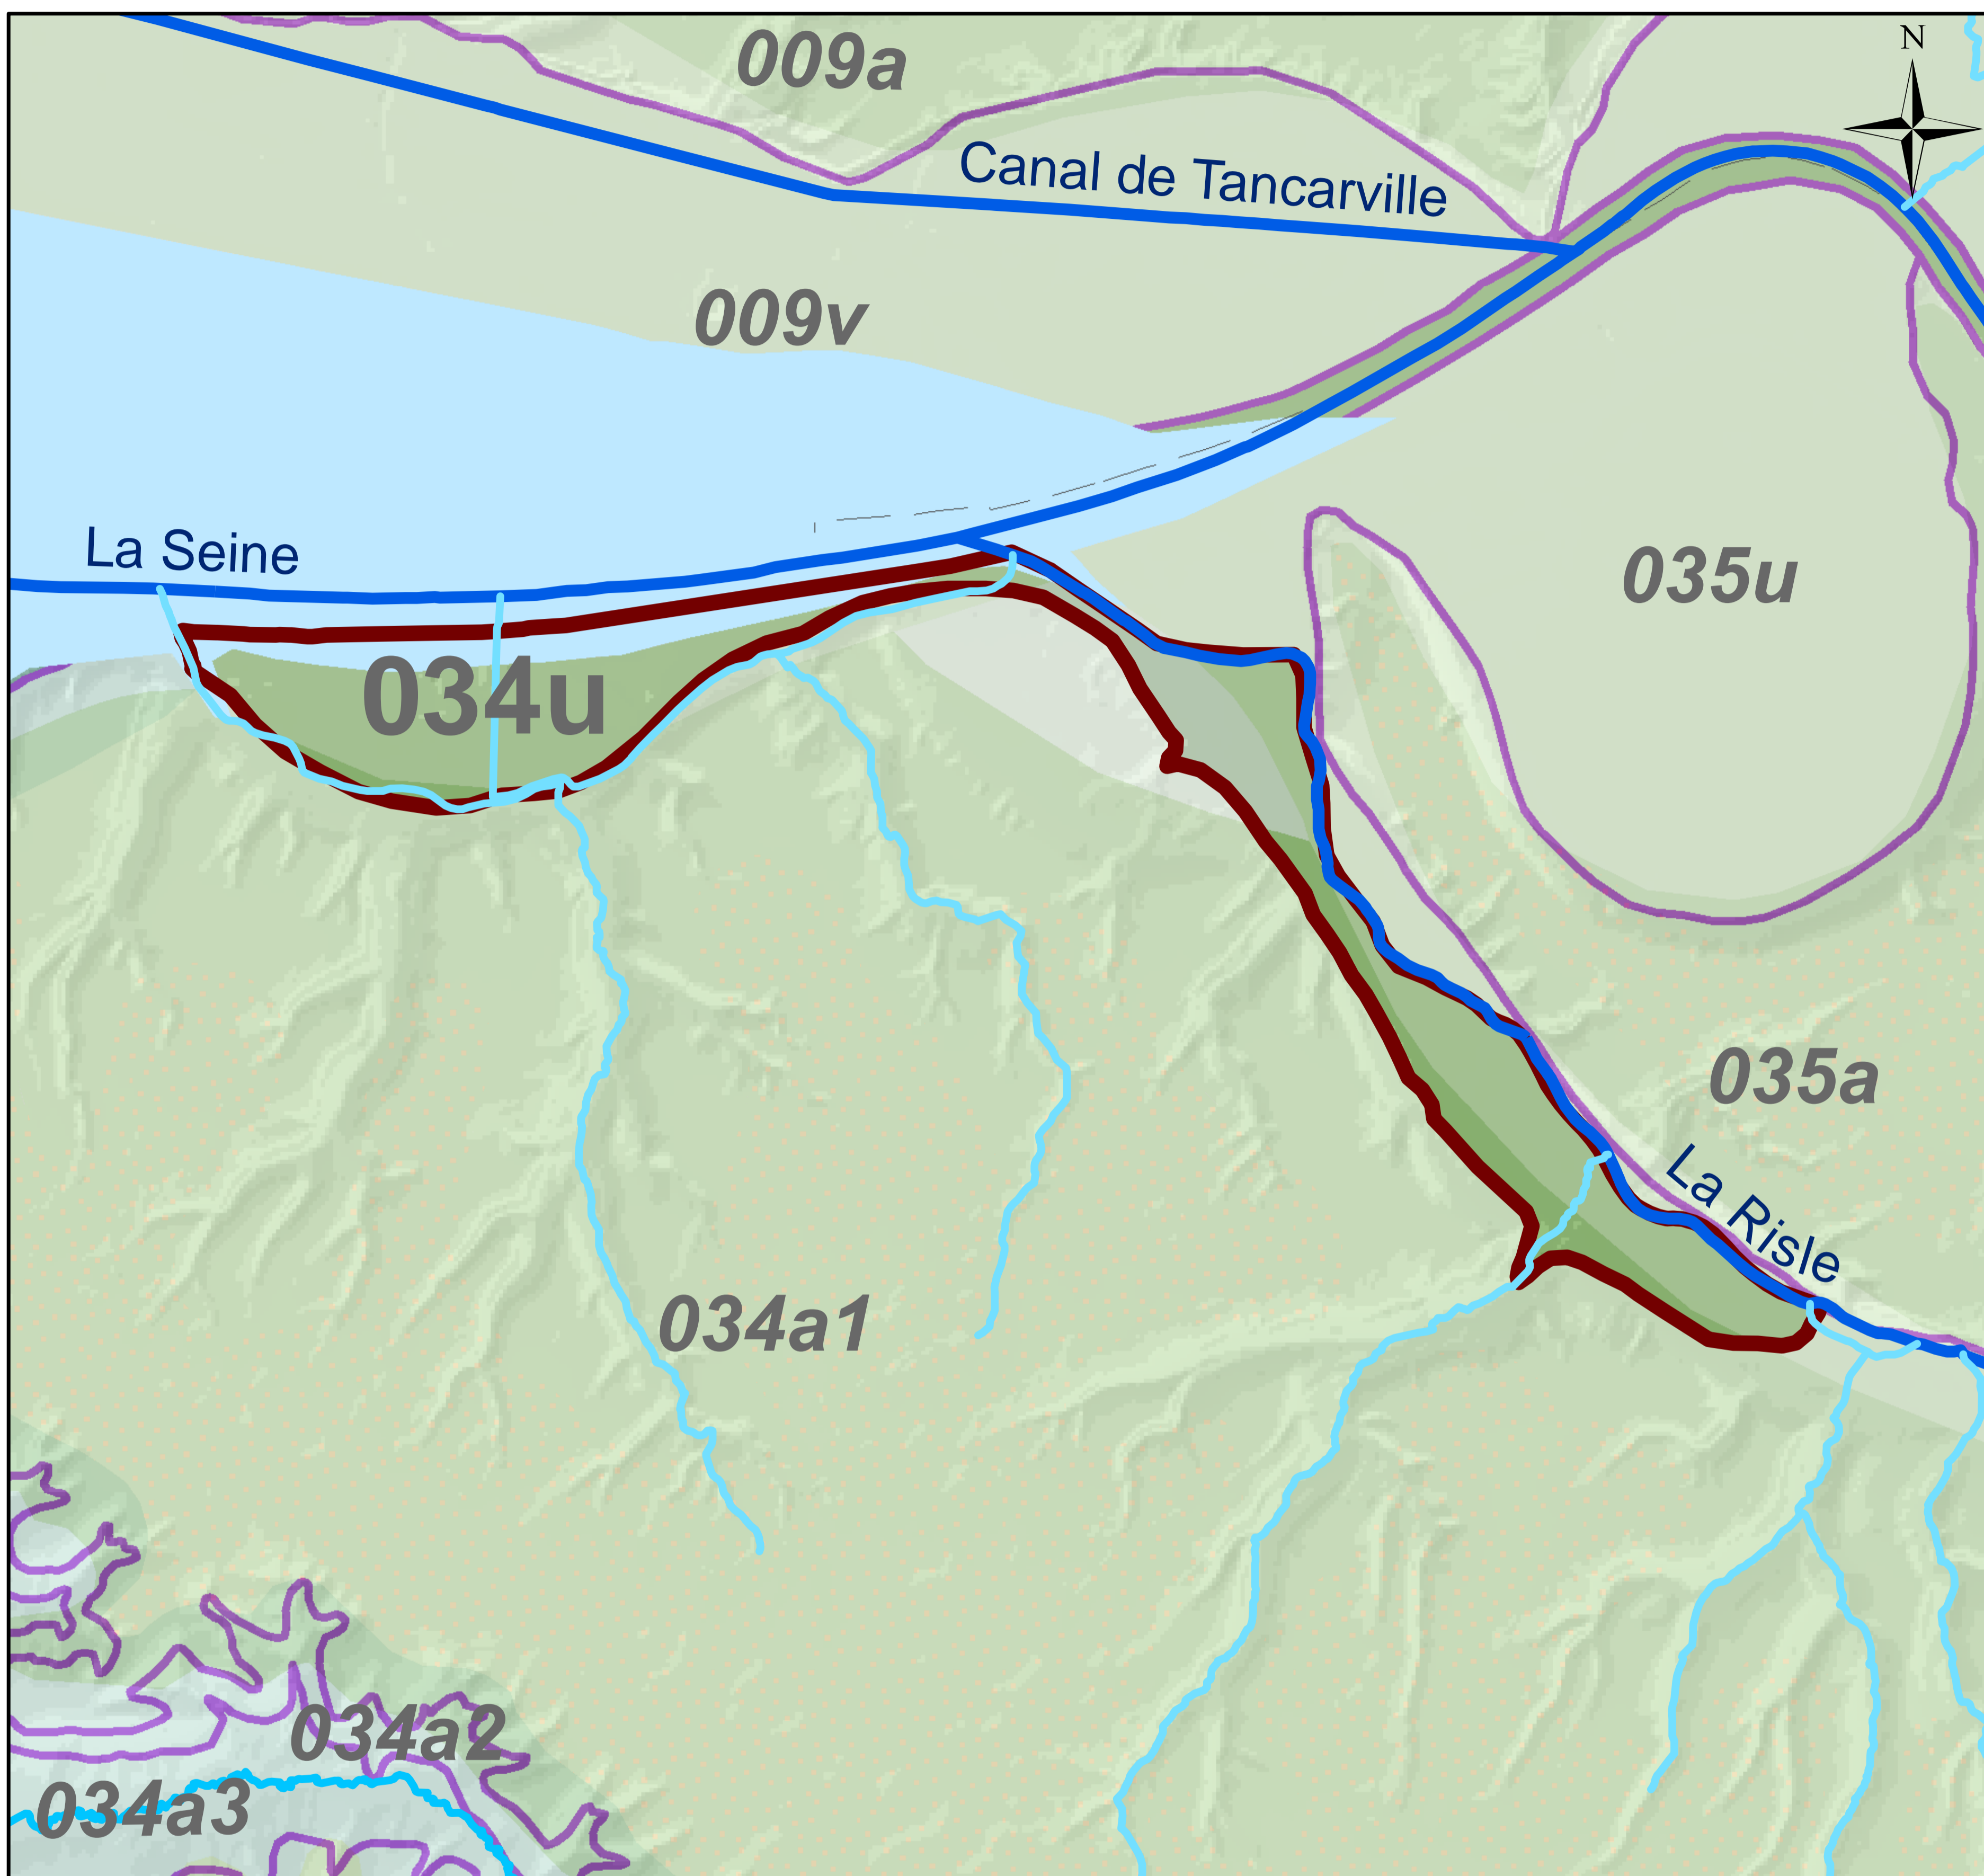 N
009a
Canal de Tancarville
009v
La Seine
035u
034u
035a
La Risle
034a1
034a2
034a3